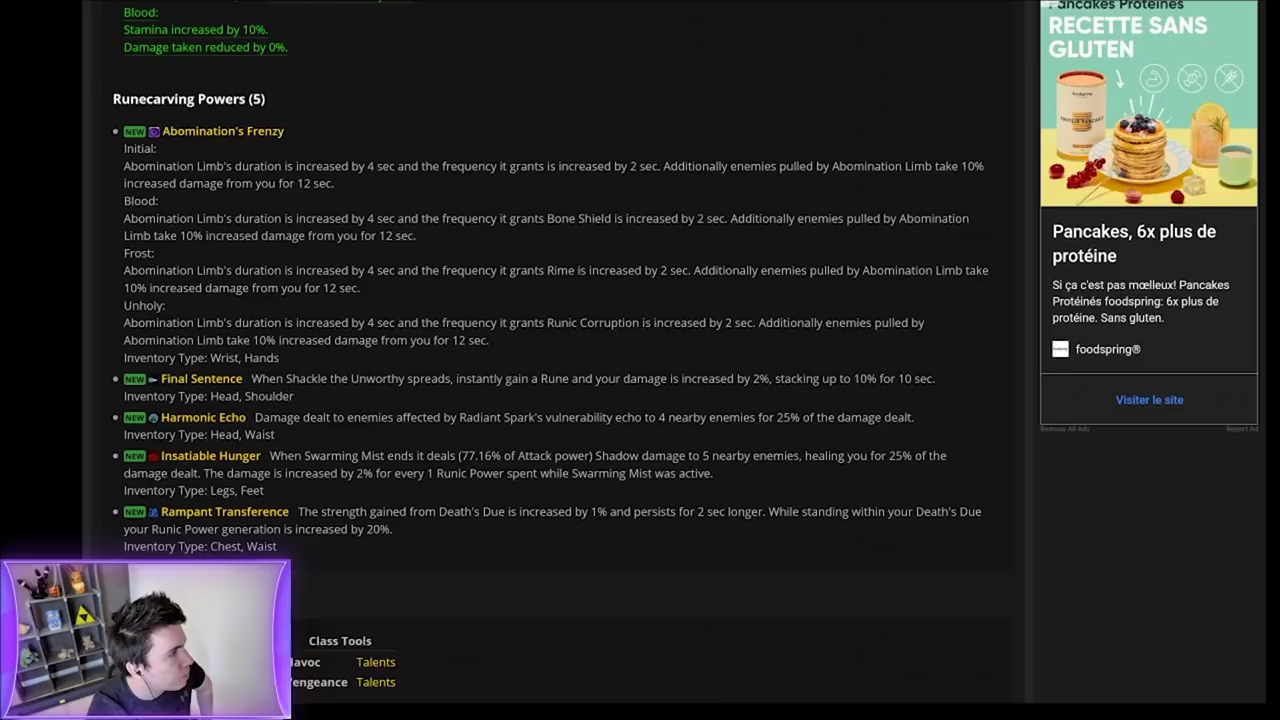 Blood:
Stamina increased by 10%.
Damage taken reduced by 0%.
Runecarving Powers (5)
NEW Abomination's Frenzy
Initial:
Abomination Limb's duration is increased by 4 sec and the frequency it grants is increased by 2 sec. Additionally enemies pulled by Abomination Limb take 10%
increased damage from you for 12 sec.
Blood:
Abomination Limb's duration is increased by 4 sec and the frequency it grants Bone Shield is increased by 2 sec. Additionally enemies pulled by Abomination
Limb take 10% increased damage from you for 12 sec.
Frost:
Abomination Limb's duration is increased by 4 sec and the frequency it grants Rime is increased by 2 sec. Additionally enemies pulled by Abomination Limb take
10% increased damage from you for 12 sec.
Unholy:
Abomination Limb's duration is increased by 4 sec and the frequency it grants Runic Corruption is increased by 2 sec. Additionally enemies pulled by
Abomination Limb take 10% increased damage from you for 12 sec.
Inventory Type: Wrist, Hands
NEW Final Sentence When Shackle the Unworthy spreads, instantly gain a Rune and your damage is increased by 2%, stacking up to 10% for 10 sec.
Inventory Type: Head, Shoulder
NEW Harmonic Echo Damage dealt to enemies affected by Radiant Spark's vulnerability echo to 4 nearby enemies for 25% of the damage dealt.
Inventory Type: Head, Waist
NEW Insatiable Hunger When Swarming Mist ends it deals (77.16% of Attack power) Shadow damage to 5 nearby enemies, healing you for 25% of the
damage dealt. The damage is increased by 2% for every 1 Runic Power spent while Swarming Mist was active.
Inventory Type: Legs, Feet
NEW Rampant Transference The strength gained from Death's Due is increased by 1% and persists for 2 sec longer. While standing within your Death's Due
your Runic Power generation is increased by 20%.
Inventory Type: Chest, Waist
Class Tools
avoc Talents
engeance Talents
Pancakes Protéinés
RECETTE SANS
GLUTEN
Pancakes, 6x plus de
protéine
Si ça c'est pas mœlleux! Pancakes
Protéinés foodspring: 6x plus de
protéine. Sans gluten.
foodspring®
Visiter le site
Remove All Ads
Report Ad